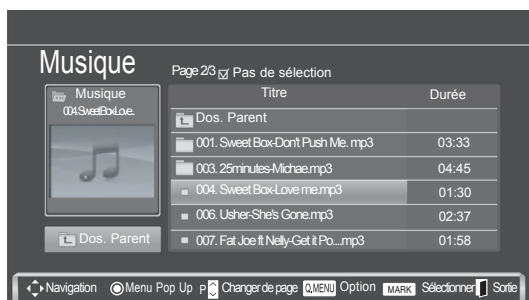 Musique
Page 2/3 Pas de sélection
Musique
004.SweetBoxLove.
Titre Durée
Dos. Parent
001. Sweet Box-Don't Push Me. mp3 03:33
003. 25minutes-Michae.mp3 04:45
004. Sweet Box-Love me.mp3 01:30
006. Usher-She's Gone.mp3 02:37
007. Fat Joe ft Nelly-Get it Po....mp3 01:58
Dos. Parent
Navigation Menu Pop Up P Changer de page Q.MENU Option MARK Sélectionner Sortie